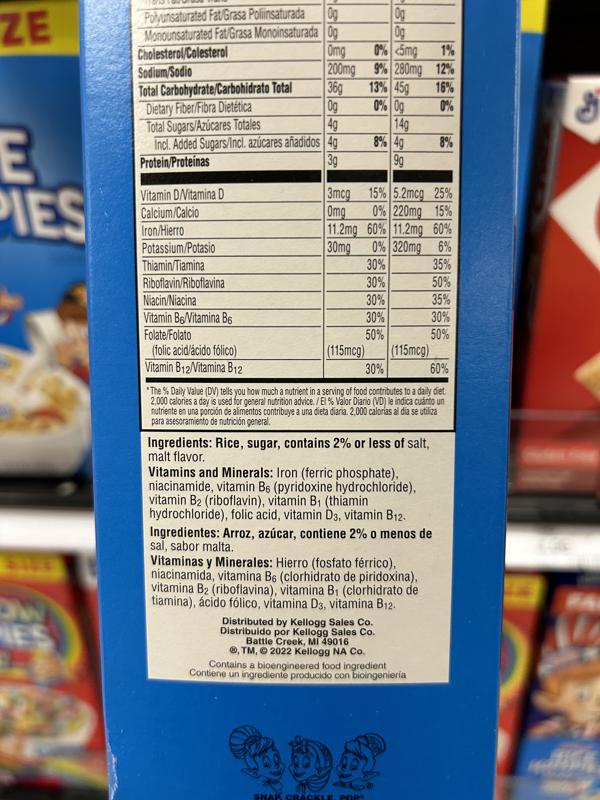 Polyunsaturated Fat/Grasa Poliinsaturada 0g 0g
Monounsaturated Fat/Grasa Monoinsaturada 0g 0g
Cholesterol/Colesterol 0mg 0% <5mg 1%
Sodium/Sodio 200mg 9% 280mg 12%
Total Carbohydrate/Carbohidrato Total 36g 13% 45g 16%
Dietary Fiber/Fibra Dietética 0g 0% 0g 0%
Total Sugars/Azúcares Totales 4g 14g
Incl. Added Sugars/Incl. azúcares añadidos 4g 8% 4g 8%
Protein/Proteínas 3g 9g
Vitamin D/Vitamina D 3mcg 15% 5.2mcg 25%
Calcium/Calcio 0mg 0% 220mg 15%
Iron/Hierro 11.2mg 60% 11.2mg 60%
Potassium/Potasio 30mg 0% 320mg 6%
Thiamin/Tiamina 30% 35%
Riboflavin/Riboflavina 30% 50%
Niacin/Niacina 30% 35%
Vitamin B6/Vitamina B6 30% 30%
Folate/Folato 50% 50%
(folic acid/ácido fólico) (115mcg) (115mcg)
Vitamin B12/Vitamina B12 30% 60%
*The % Daily Value (DV) tells you how much a nutrient in a serving of food contributes to a daily diet.
2,000 calories a day is used for general nutrition advice. / El % Valor Diario (VD) le indica cuánto un
nutriente en una porción de alimentos contribuye a una dieta diaria. 2,000 calorías al día se utiliza
para asesoramiento de nutrición general.
Ingredients: Rice, sugar, contains 2% or less of salt,
malt flavor.
Vitamins and Minerals: Iron (ferric phosphate),
niacinamide, vitamin B6 (pyridoxine hydrochloride),
vitamin B2 (riboflavin), vitamin B1 (thiamin
hydrochloride), folic acid, vitamin D3, vitamin B12.
Ingredientes: Arroz, azúcar, contiene 2% o menos de
sal, sabor malta.
Vitaminas y Minerales: Hierro (fosfato férrico),
niacinamida, vitamina B6 (clorhidrato de piridoxina),
vitamina B2 (riboflavina), vitamina B1 (clorhidrato de
tiamina), ácido fólico, vitamina D3, vitamina B12.
Distributed by Kellogg Sales Co.
Distribuido por Kellogg Sales Co.
Battle Creek, MI 49016
®, TM, © 2022 Kellogg NA Co.
Contains a bioengineered food ingredient
Contiene un ingrediente producido con bioingeniería
SNAP, CRACKLE, POP®
ZE
E
PIES